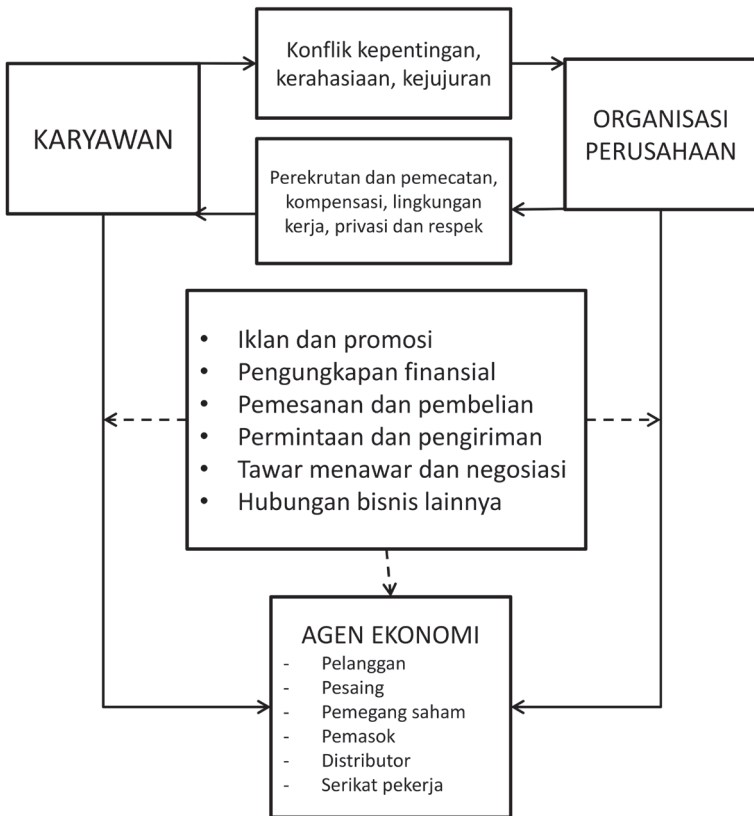 Konflik kepentingan,
kerahasiaan, kejujuran
KARYAWAN
ORGANISASI
PERUSAHAAN
Perekrutan dan pemecatan,
kompensasi, lingkungan
kerja, privasi dan respek
• Iklan dan promosi
• Pengungkapan finansial
• Pemesanan dan pembelian
• Permintaan dan pengiriman
• Tawar menawar dan negosiasi
• Hubungan bisnis lainnya
AGEN EKONOMI
- Pelanggan
- Pesaing
- Pemegang saham
- Pemasok
- Distributor
- Serikat pekerja